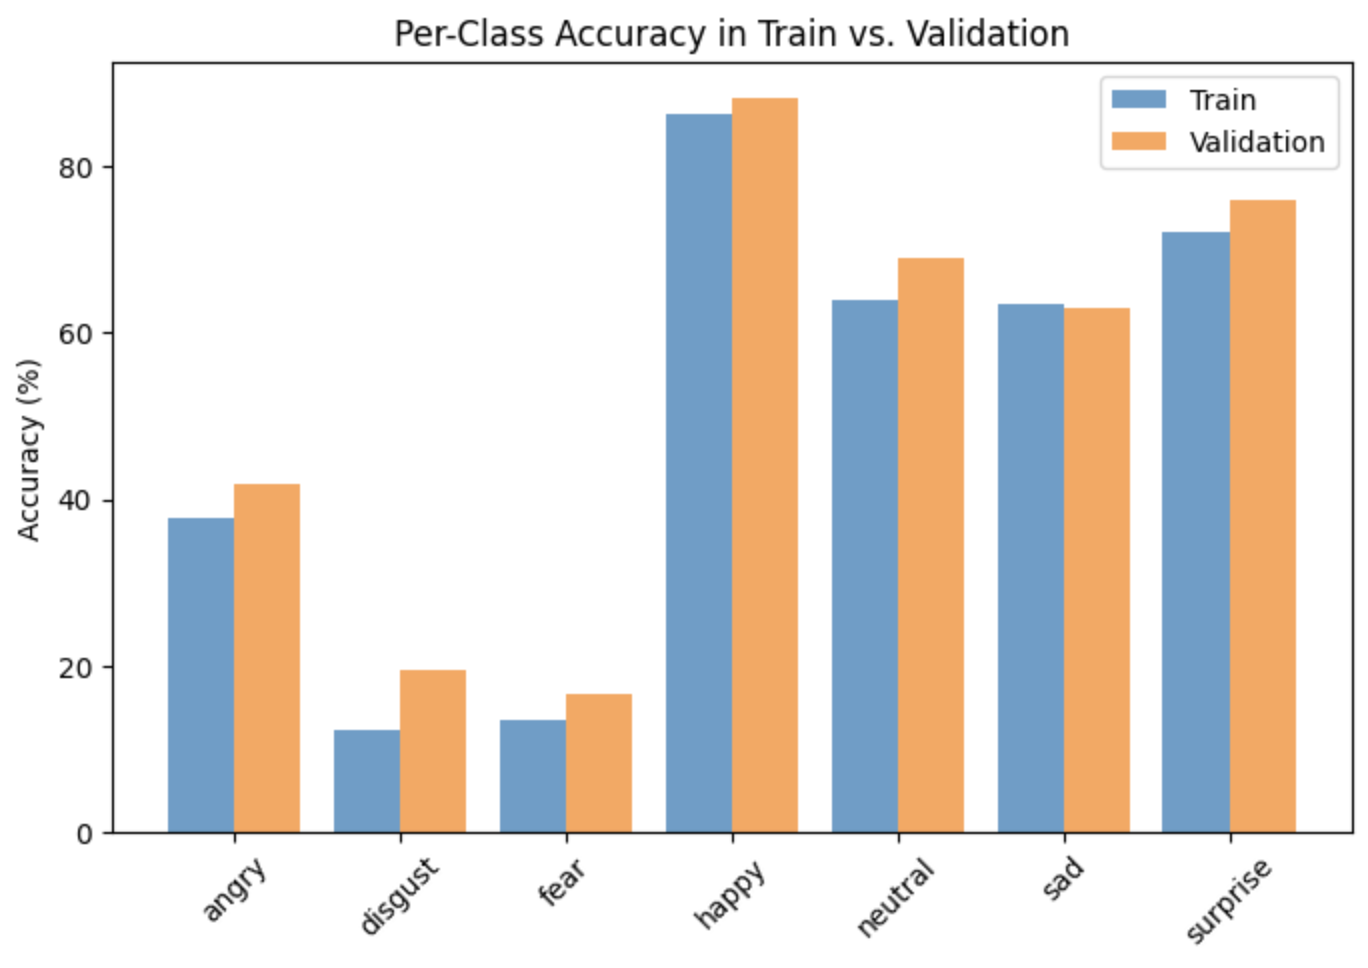 Per-Class Accuracy in Train vs. Validation
Train
Validation
Accuracy (%)
80
60
40
20
0
angry
disgust
fear
happy
neutral
sad
surprise